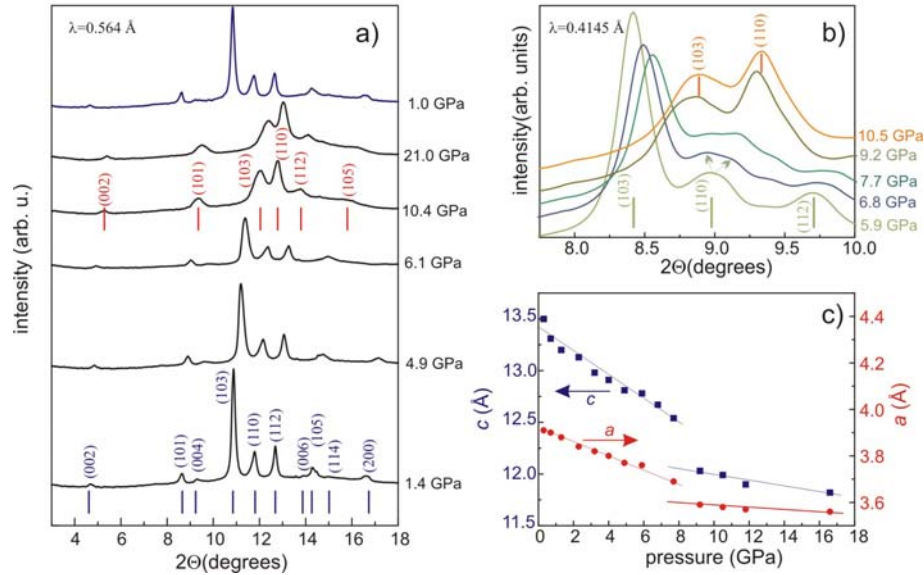 λ=0.564 Å
a)
1.0 GPa
21.0 GPa
(002)
(101)
(103)
(110)
(112)
(105)
10.4 GPa
6.1 GPa
4.9 GPa
(103)
(002)
(101)
(004)
(110)
(112)
(006)
(105)
(114)
(200)
1.4 GPa
4 6 8 10 12 14 16 18
2Θ(degrees)
intensity (arb. u.)
λ=0.4145 Å
b)
(103)
(110)
10.5 GPa
9.2 GPa
7.7 GPa
6.8 GPa
5.9 GPa
(103)
(110)
(112)
8.0 8.5 9.0 9.5 10.0
2Θ(degrees)
intensity(arb. units)
c)
13.5
13.0
12.5
12.0
11.5
c (Å)
c
a
4.4
4.2
4.0
3.8
3.6
a (Å)
0 2 4 6 8 10 12 14 16 18
pressure (GPa)